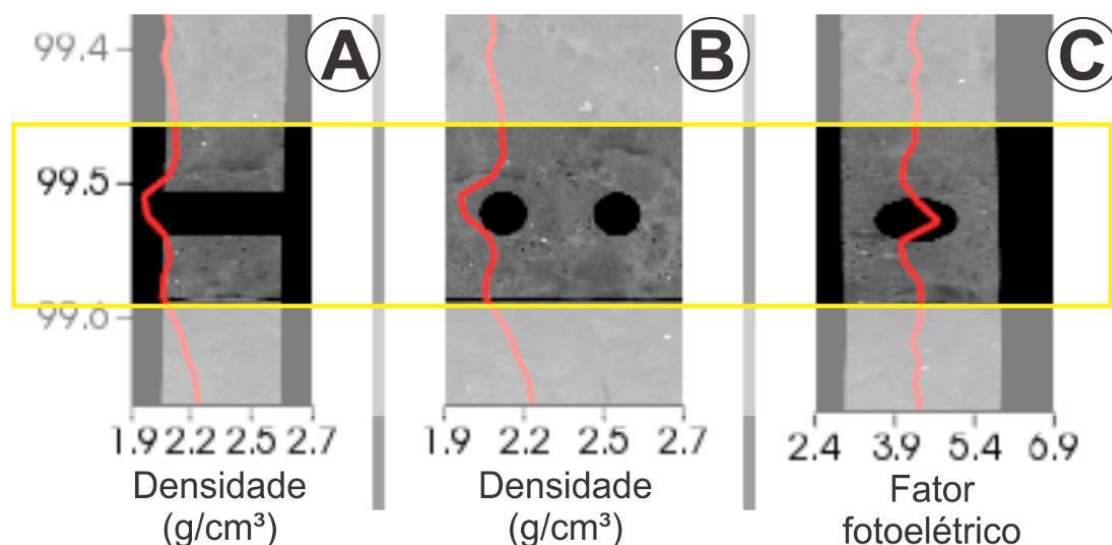 A
B
C
99.4
99.5
99.6
1.9 2.2 2.5 2.7
Densidade
(g/cm³)
1.9 2.2 2.5 2.7
Densidade
(g/cm³)
2.4 3.9 5.4 6.9
Fator
fotoelétrico